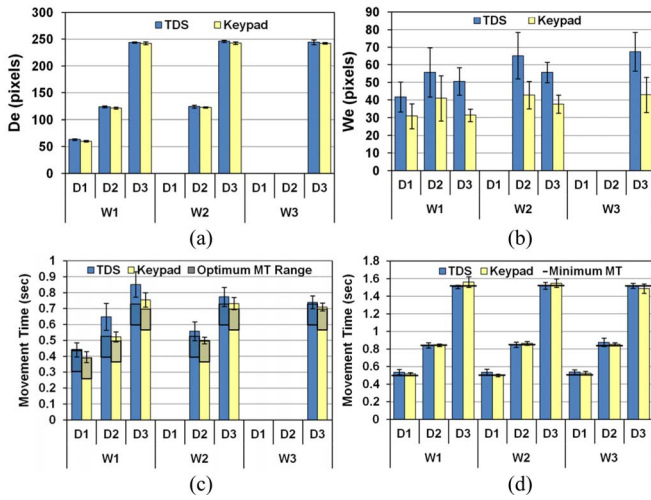 TDS Keypad
De (pixels)
300
250
200
150
100
50
0
D1 D2 D3 D1 D2 D3 D1 D2 D3
W1 W2 W3
(a)
TDS Keypad
We (pixels)
90
80
70
60
50
40
30
20
10
0
D1 D2 D3 D1 D2 D3 D1 D2 D3
W1 W2 W3
(b)
TDS Keypad Optimum MT Range
Movement Time (sec)
1
0.9
0.8
0.7
0.6
0.5
0.4
0.3
0.2
0.1
0
D1 D2 D3 D1 D2 D3 D1 D2 D3
W1 W2 W3
(c)
TDS Keypad Minimum MT
Movement Time (sec)
1.8
1.6
1.4
1.2
1
0.8
0.6
0.4
0.2
0
D1 D2 D3 D1 D2 D3 D1 D2 D3
W1 W2 W3
(d)